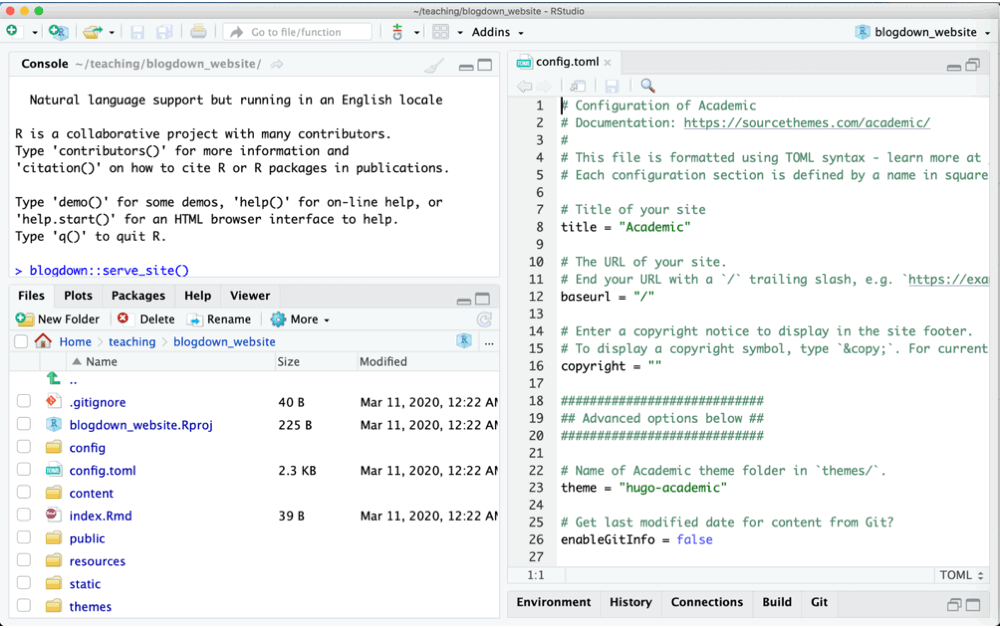 ~/teaching/blogdown_website - RStudio
Go to file/function
Addins
blogdown_website
Console ~/teaching/blogdown_website/
Natural language support but running in an English locale
R is a collaborative project with many contributors.
Type 'contributors()' for more information and
'citation()' on how to cite R or R packages in publications.
Type 'demo()' for some demos, 'help()' for on-line help, or
'help.start()' for an HTML browser interface to help.
Type 'q()' to quit R.
> blogdown::serve_site()
Files Plots Packages Help Viewer
New Folder Delete Rename More
Home teaching blogdown_website ...
Name Size Modified
..
.gitignore 40 B Mar 11, 2020, 12:22 AM
blogdown_website.Rproj 225 B Mar 11, 2020, 12:22 AM
config
config.toml 2.3 KB Mar 11, 2020, 12:22 AM
content
index.Rmd 39 B Mar 11, 2020, 12:22 AM
public
resources
static
themes
config.toml
1 # Configuration of Academic
2 # Documentation: https://sourcethemes.com/academic/
3 #
4 # This file is formatted using TOML syntax - learn more at
5 # Each configuration section is defined by a name in square
6
7 # Title of your site
8 title = "Academic"
9
10 # The URL of your site.
11 # End your URL with a `/` trailing slash, e.g. `https://exa
12 baseurl = "/"
13
14 # Enter a copyright notice to display in the site footer.
15 # To display a copyright symbol, type `&copy;`. For current
16 copyright = ""
17
18 ############################
19 ## Advanced options below ##
20 ############################
21
22 # Name of Academic theme folder in `themes/`.
23 theme = "hugo-academic"
24
25 # Get last modified date for content from Git?
26 enableGitInfo = false
27
1:1 TOML
Environment History Connections Build Git